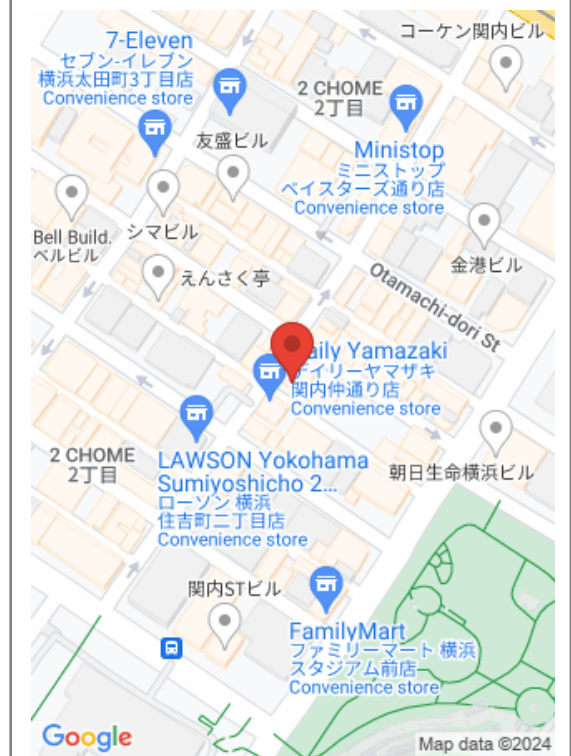 コーケン関内ビル
7-Eleven
セブン-イレブン
横浜太田町3丁目店
Convenience store
2 CHOME
2丁目
友盛ビル
Ministop
ミニストップ
ベイスターズ通り店
Convenience store
Bell Build.
ベルビル
シマビル
金港ビル
えんさく亭
Otamachi-dori St
aily Yamazaki
デイリーヤマザキ
関内仲通り店
Convenience store
2 CHOME
2丁目
LAWSON Yokohama
Sumiyoshicho 2...
ローソン 横浜
住吉町二丁目店
Convenience store
朝日生命横浜ビル
関内STビル
FamilyMart
ファミリーマート 横浜
スタジアム前店
Convenience store
Google
Map data ©2024